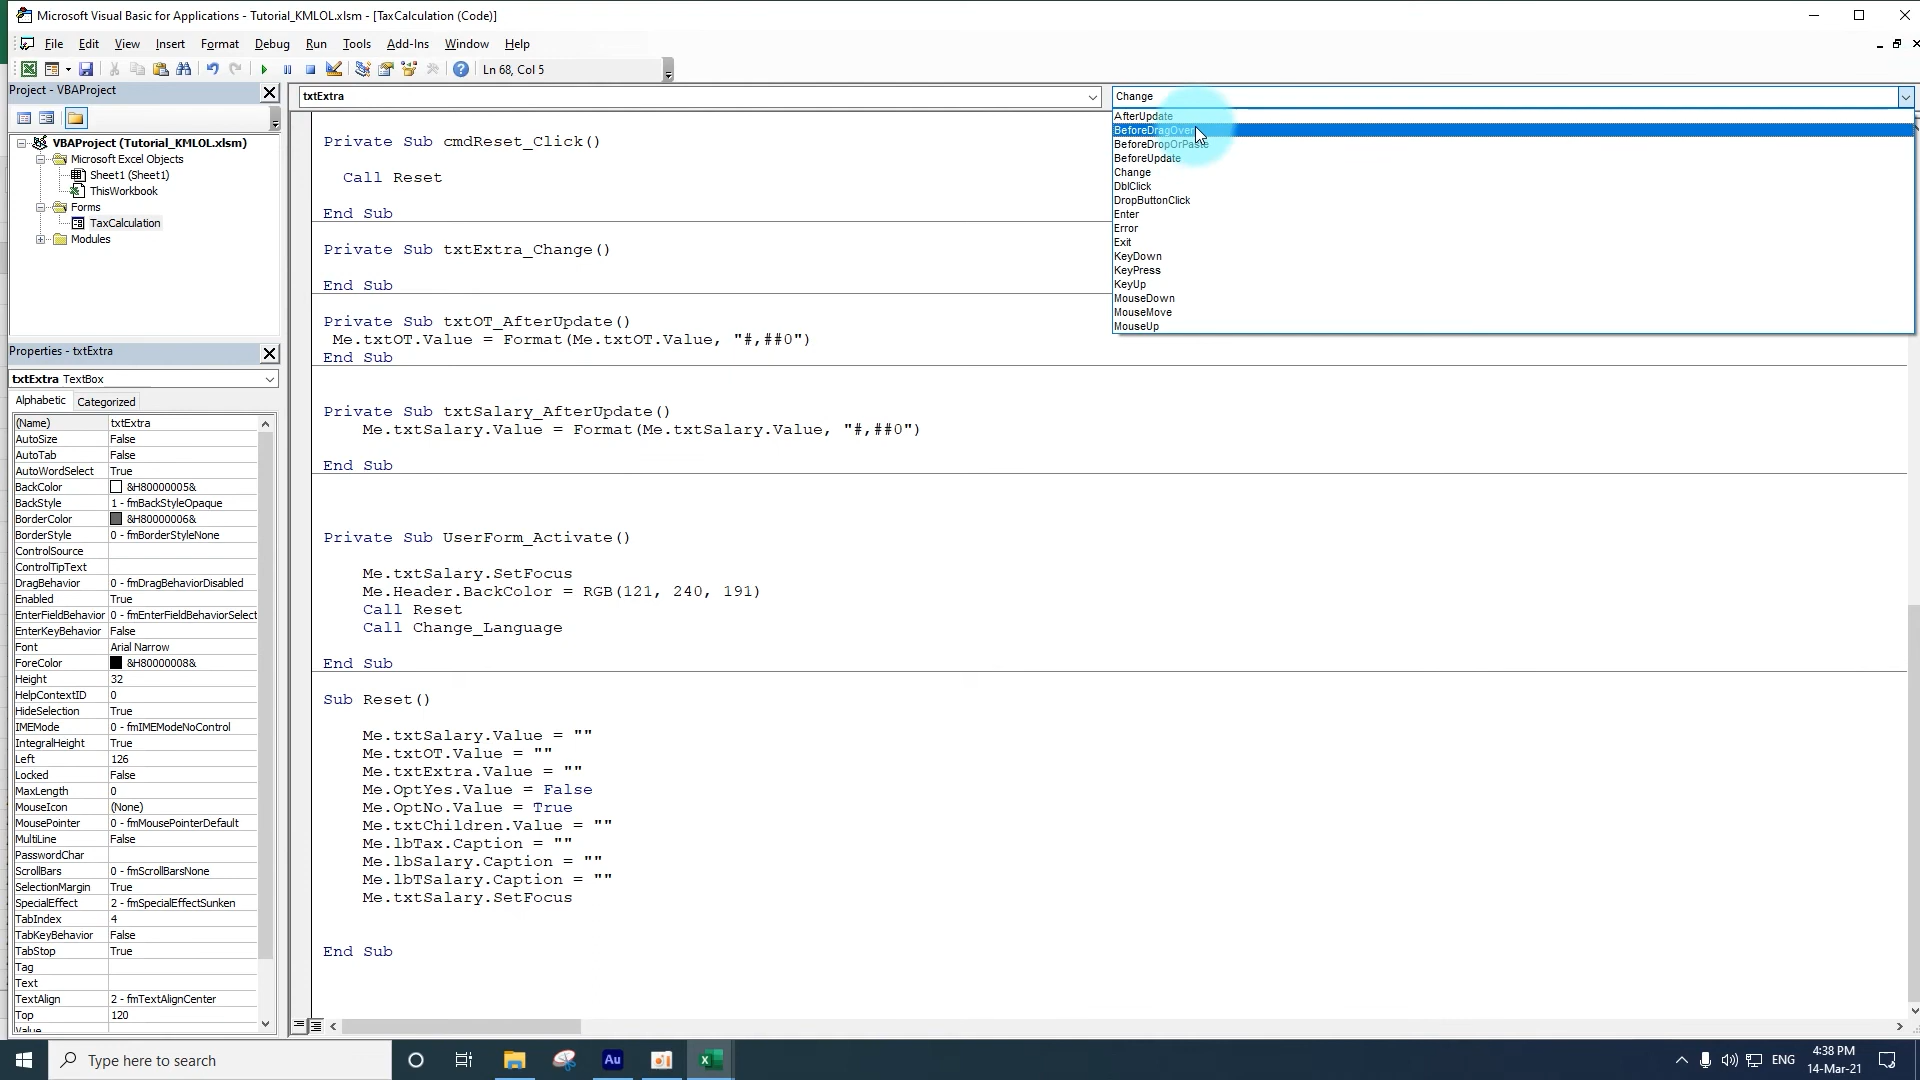 Microsoft Visual Basic for Applications - Tutorial_KMLOL.xlsm - [TaxCalculation (Code)]
File Edit View Insert Format Debug Run Tools Add-Ins Window Help
Ln 68, Col 5
Project - VBAProject
VBAProject (Tutorial_KMLOL.xlsm)
Microsoft Excel Objects
Sheet1 (Sheet1)
ThisWorkbook
Forms
TaxCalculation
Modules
Properties - txtExtra
txtExtra TextBox
Alphabetic Categorized
(Name) txtExtra
AutoSize False
AutoTab False
AutoWordSelect True
BackColor &H80000005&
BackStyle 1 - fmBackStyleOpaque
BorderColor &H80000006&
BorderStyle 0 - fmBorderStyleNone
ControlSource
ControlTipText
DragBehavior 0 - fmDragBehaviorDisabled
Enabled True
EnterFieldBehavior 0 - fmEnterFieldBehaviorSelect
EnterKeyBehavior False
Font Arial Narrow
ForeColor &H80000008&
Height 32
HelpContextID 0
HideSelection True
IMEMode 0 - fmIMEModeNoControl
IntegralHeight True
Left 126
Locked False
MaxLength 0
MouseIcon (None)
MousePointer 0 - fmMousePointerDefault
MultiLine False
PasswordChar
ScrollBars 0 - fmScrollBarsNone
SelectionMargin True
SpecialEffect 2 - fmSpecialEffectSunken
TabIndex 4
TabKeyBehavior False
TabStop True
Tag
Text
TextAlign 2 - fmTextAlignCenter
Top 120
Value
txtExtra
Change
AfterUpdate
BeforeDragOver
BeforeDropOrPaste
BeforeUpdate
Change
DblClick
DropButtonClick
Enter
Error
Exit
KeyDown
KeyPress
KeyUp
MouseDown
MouseMove
MouseUp
Private Sub cmdReset_Click()
Call Reset
End Sub
Private Sub txtExtra_Change()
End Sub
Private Sub txtOT_AfterUpdate()
Me.txtOT.Value = Format(Me.txtOT.Value, "#,##0")
End Sub
Private Sub txtSalary_AfterUpdate()
Me.txtSalary.Value = Format(Me.txtSalary.Value, "#,##0")
End Sub
Private Sub UserForm_Activate()
Me.txtSalary.SetFocus
Me.Header.BackColor = RGB(121, 240, 191)
Call Reset
Call Change_Language
End Sub
Sub Reset()
Me.txtSalary.Value = ""
Me.txtOT.Value = ""
Me.txtExtra.Value = ""
Me.OptYes.Value = False
Me.OptNo.Value = True
Me.txtChildren.Value = ""
Me.lbTax.Caption = ""
Me.lbSalary.Caption = ""
Me.lbTSalary.Caption = ""
Me.txtSalary.SetFocus
End Sub
Type here to search
Au
ENG
4:38 PM
14-Mar-21